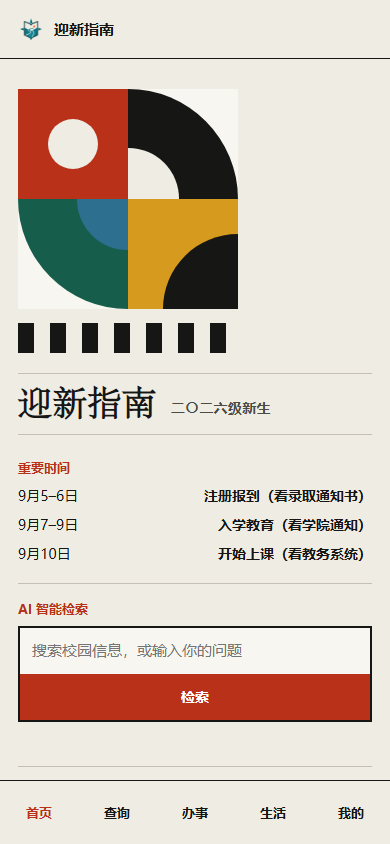 迎新指南
迎新指南 二〇二六级新生
重要时间
9月5–6日 注册报到（看录取通知书）
9月7–9日 入学教育（看学院通知）
9月10日 开始上课（看教务系统）
AI 智能检索
搜索校园信息，或输入你的问题
检索
首页 查询 办事 生活 我的